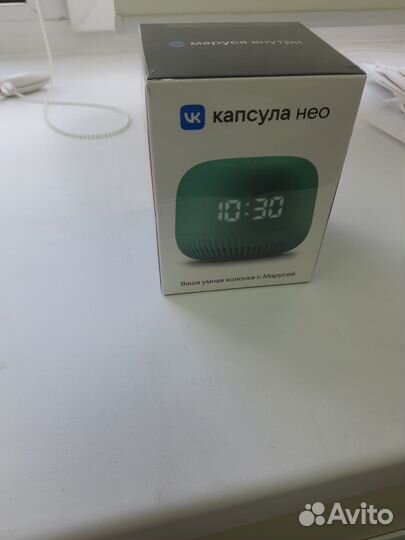 маруся внутри
VK капсула нео
10:30
Ваша умная колонка с Марусей
Avito